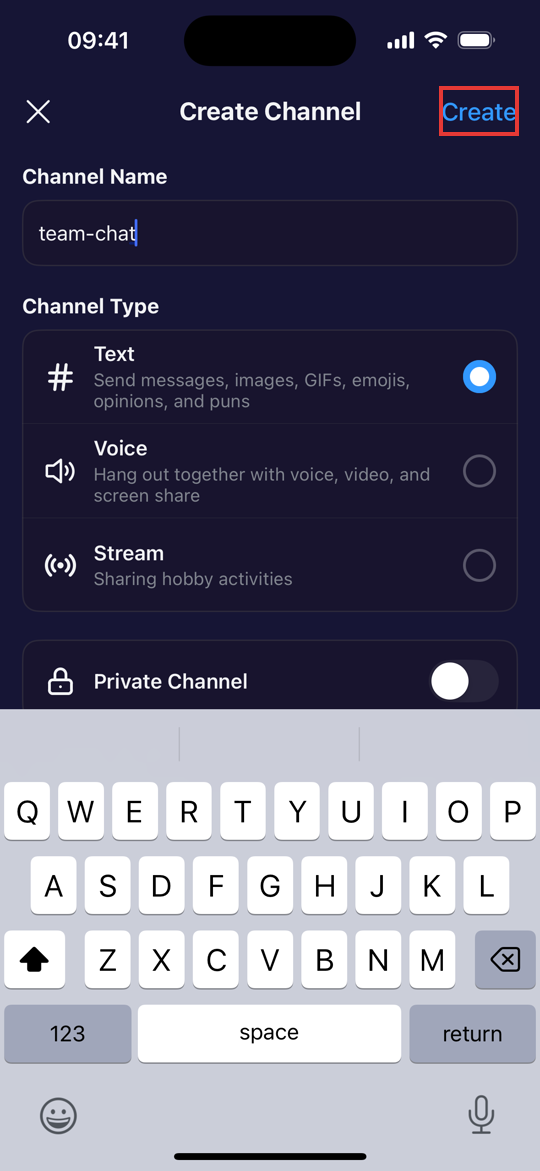 09:41
Create Channel
Create
Channel Name
team-chat
Channel Type
Text
Send messages, images, GIFs, emojis,
opinions, and puns
Voice
Hang out together with voice, video, and
screen share
Stream
Sharing hobby activities
Private Channel
Q W E R T Y U I O P
A S D F G H J K L
Z X C V B N M
123 space return